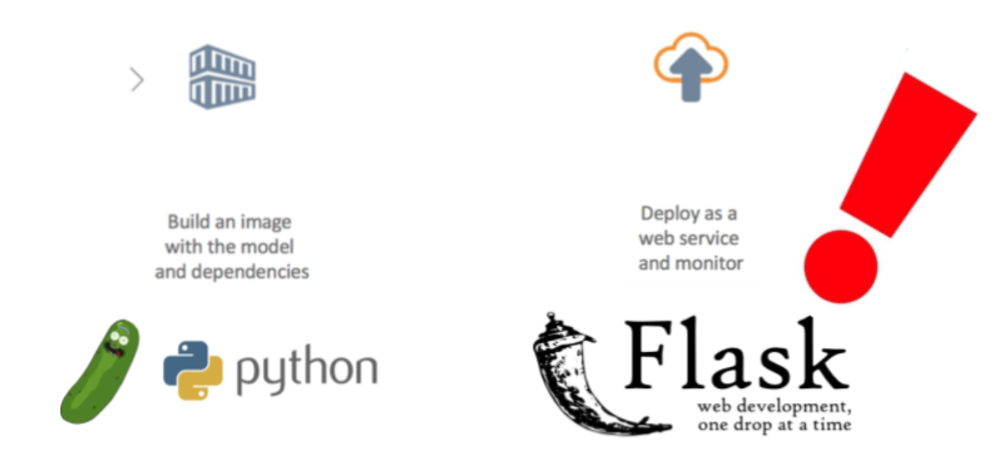 Build an image
with the model
and dependencies
Deploy as a
web service
and monitor
python
Flask
web development,
one drop at a time